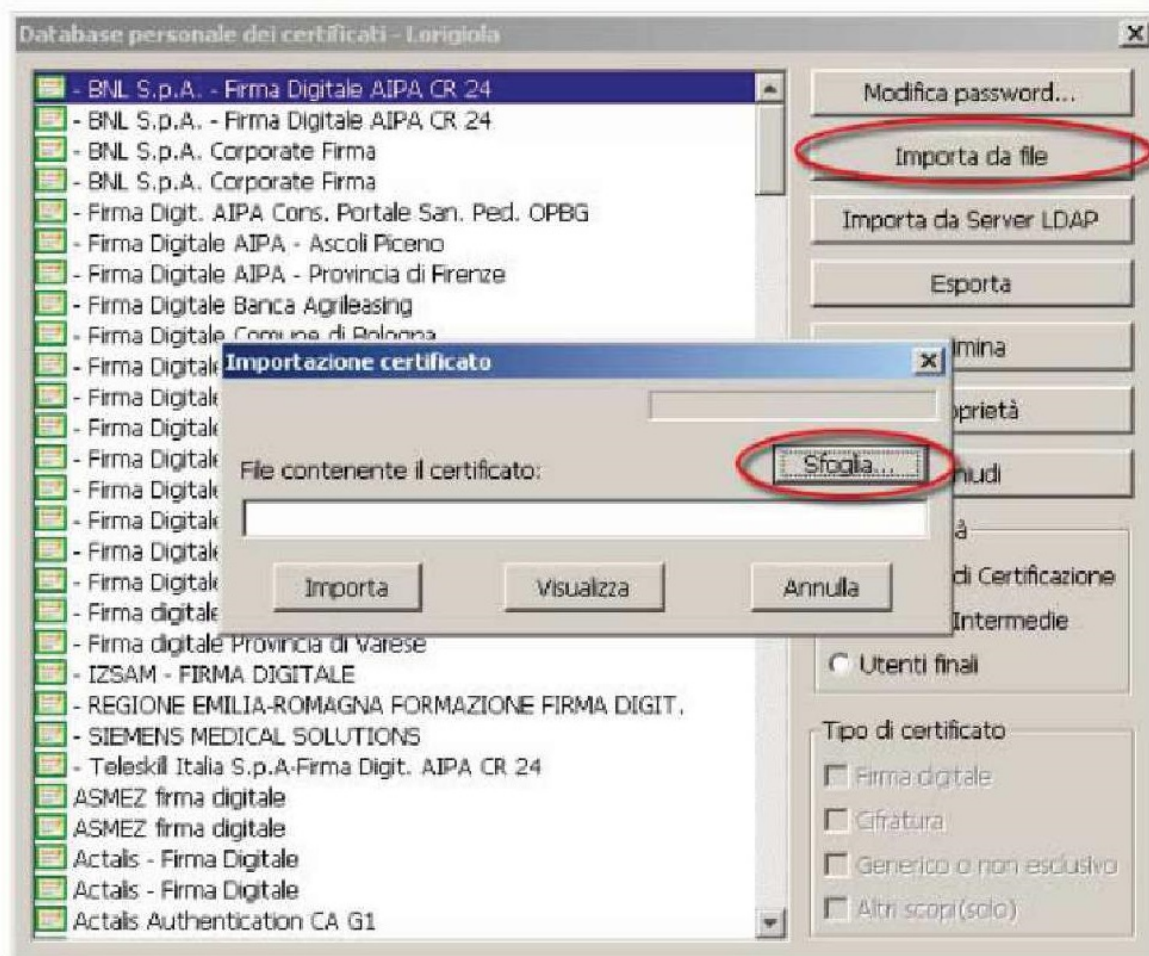 Database personale dei certificati - Lorigiola
- BNL S.p.A. - Firma Digitale AIPA CR 24
- BNL S.p.A. - Firma Digitale AIPA CR 24
- BNL S.p.A. Corporate Firma
- BNL S.p.A. Corporate Firma
- Firma Digit. AIPA Cons. Portale San. Ped. OPBG
- Firma Digitale AIPA - Ascoli Piceno
- Firma Digitale AIPA - Provincia di Firenze
- Firma Digitale Banca Agrileasing
- Firma Digitale Comune di Bologna
- Firma Digitale
- Firma Digitale
- Firma Digitale
- Firma Digitale
- Firma Digitale
- Firma Digitale
- Firma Digitale
- Firma Digitale
- Firma digitale
- Firma digitale Provincia di Varese
- IZSAM - FIRMA DIGITALE
- REGIONE EMILIA-ROMAGNA FORMAZIONE FIRMA DIGIT.
- SIEMENS MEDICAL SOLUTIONS
- Teleskill Italia S.p.A-Firma Digit. AIPA CR 24
ASMEZ firma digitale
ASMEZ firma digitale
Actalis - Firma Digitale
Actalis - Firma Digitale
Actalis Authentication CA G1
Importazione certificato
File contenente il certificato:
Sfoglia...
Importa
Visualizza
Annulla
Modifica password...
Importa da file
Importa da Server LDAP
Esporta
imina
oprietà
hiudi
à
di Certificazione
Intermedie
Utenti finali
Tipo di certificato
Firma digitale
Cifratura
Generico o non esclusivo
Altri scopi(solo)